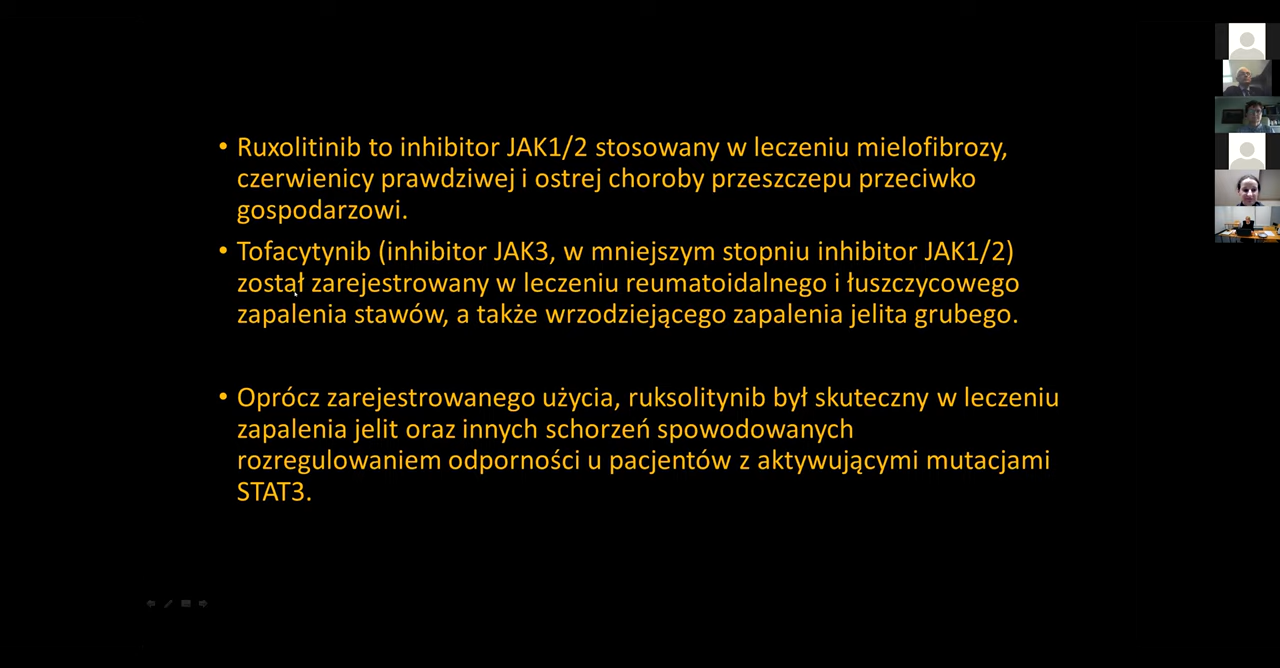 • Ruxolitinib to inhibitor JAK1/2 stosowany w leczeniu mielofibrozy,
czerwienicy prawdziwej i ostrej choroby przeszczepu przeciwko
gospodarzowi.
• Tofacytynib (inhibitor JAK3, w mniejszym stopniu inhibitor JAK1/2)
został zarejestrowany w leczeniu reumatoidalnego i łuszczycowego
zapalenia stawów, a także wrzodziejącego zapalenia jelita grubego.
• Oprócz zarejestrowanego użycia, ruksolitynib był skuteczny w leczeniu
zapalenia jelit oraz innych schorzeń spowodowanych
rozregulowaniem odporności u pacjentów z aktywującymi mutacjami
STAT3.